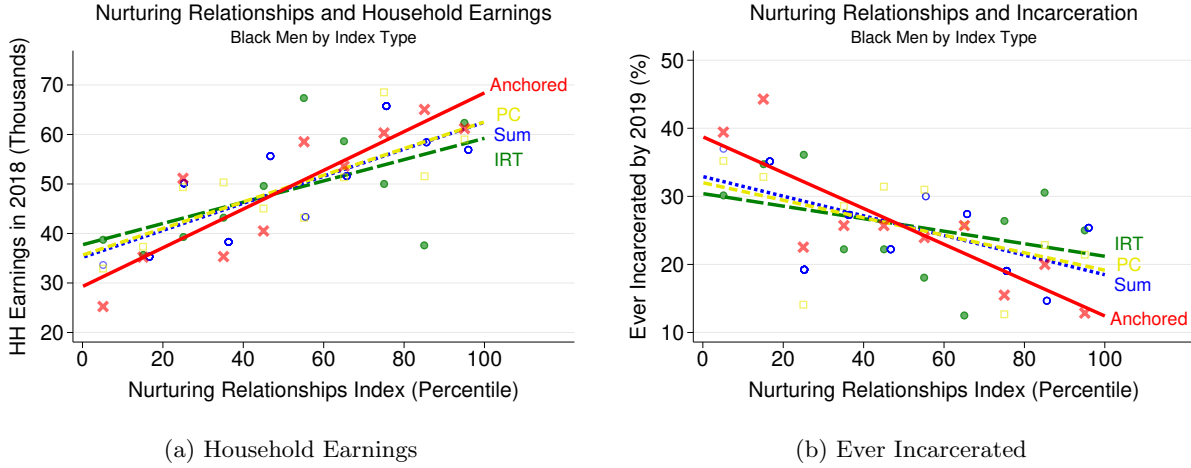 Nurturing Relationships and Household Earnings
Black Men by Index Type
HH Earnings in 2018 (Thousands)
70
60
50
40
30
20
Anchored
PC
Sum
IRT
0
20
40
60
80
100
Nurturing Relationships Index (Percentile)
(a) Household Earnings
Nurturing Relationships and Incarceration
Black Men by Index Type
Ever Incarcerated by 2019 (%)
50
40
30
20
10
IRT
PC
Sum
Anchored
0
20
40
60
80
100
Nurturing Relationships Index (Percentile)
(b) Ever Incarcerated